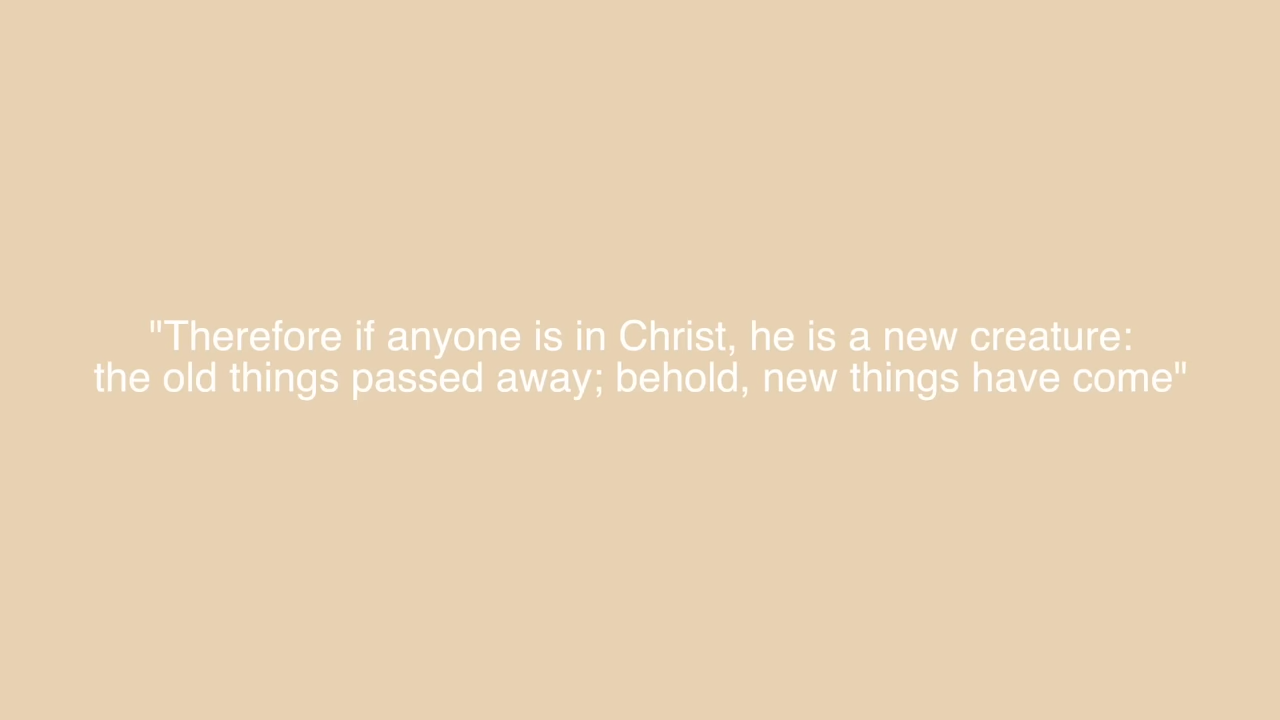 "Therefore if anyone is in Christ, he is a new creature:
the old things passed away; behold, new things have come"